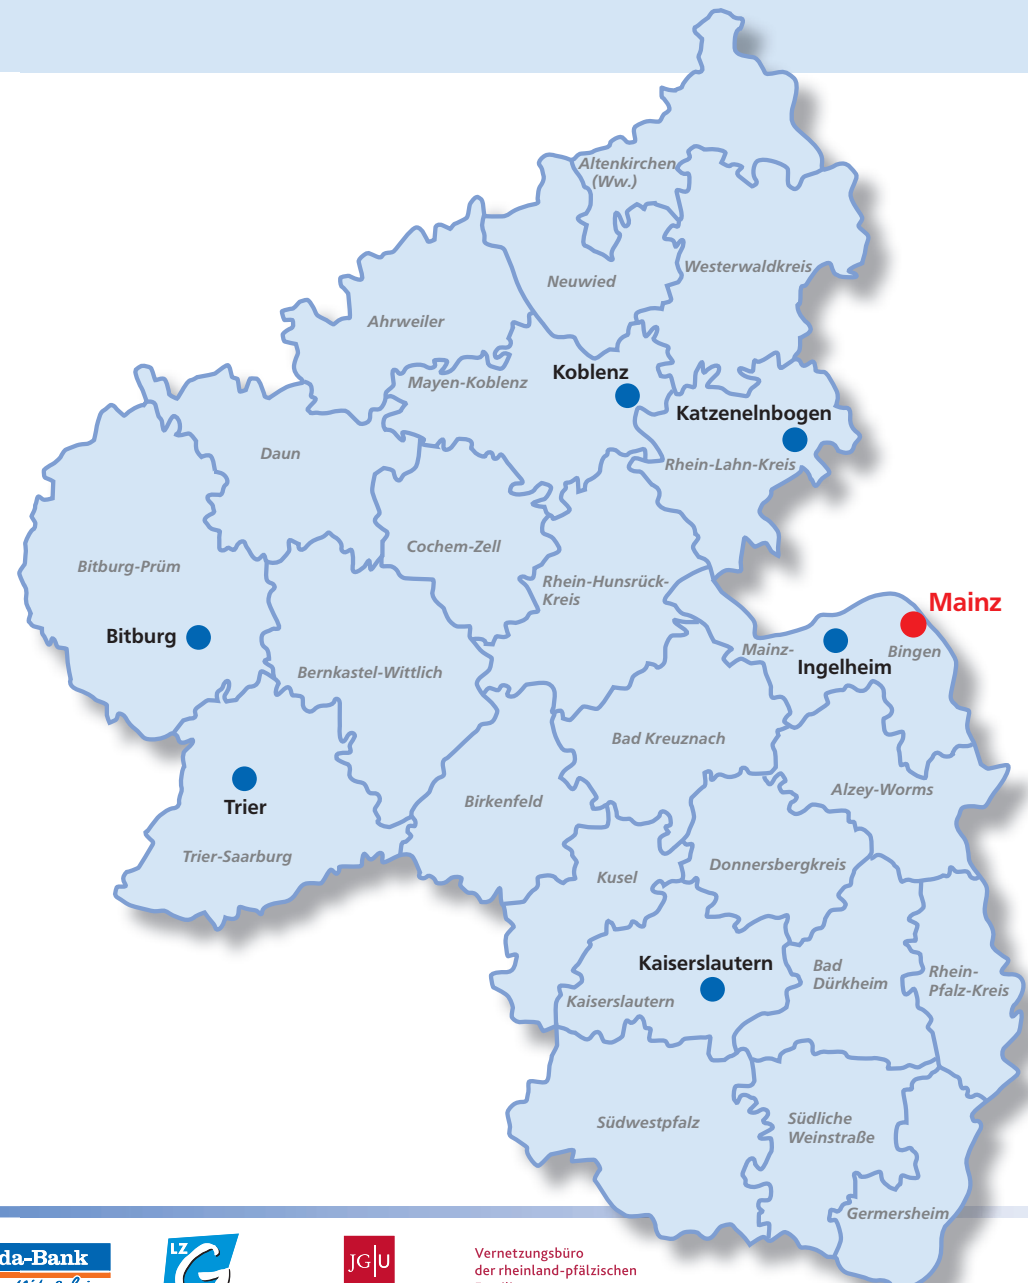 Altenkirchen
(Ww.)
Westerwaldkreis
Neuwied
Ahrweiler
Koblenz
Mayen-Koblenz
Katzenelnbogen
Rhein-Lahn-Kreis
Daun
Cochem-Zell
Bitburg-Prüm
Rhein-Hunsrück-
Kreis
Mainz
Bitburg
Mainz-
Bingen
Ingelheim
Bernkastel-Wittlich
Bad Kreuznach
Alzey-Worms
Birkenfeld
Trier
Trier-Saarburg
Donnersbergkreis
Kusel
Kaiserslautern
Bad
Dürkheim
Rhein-
Pfalz-Kreis
Kaiserslautern
Südwestpfalz
Südliche
Weinstraße
Germersheim
da-Bank
LZ
G
JG|U
Vernetzungsbüro
der rheinland-pfälzischen